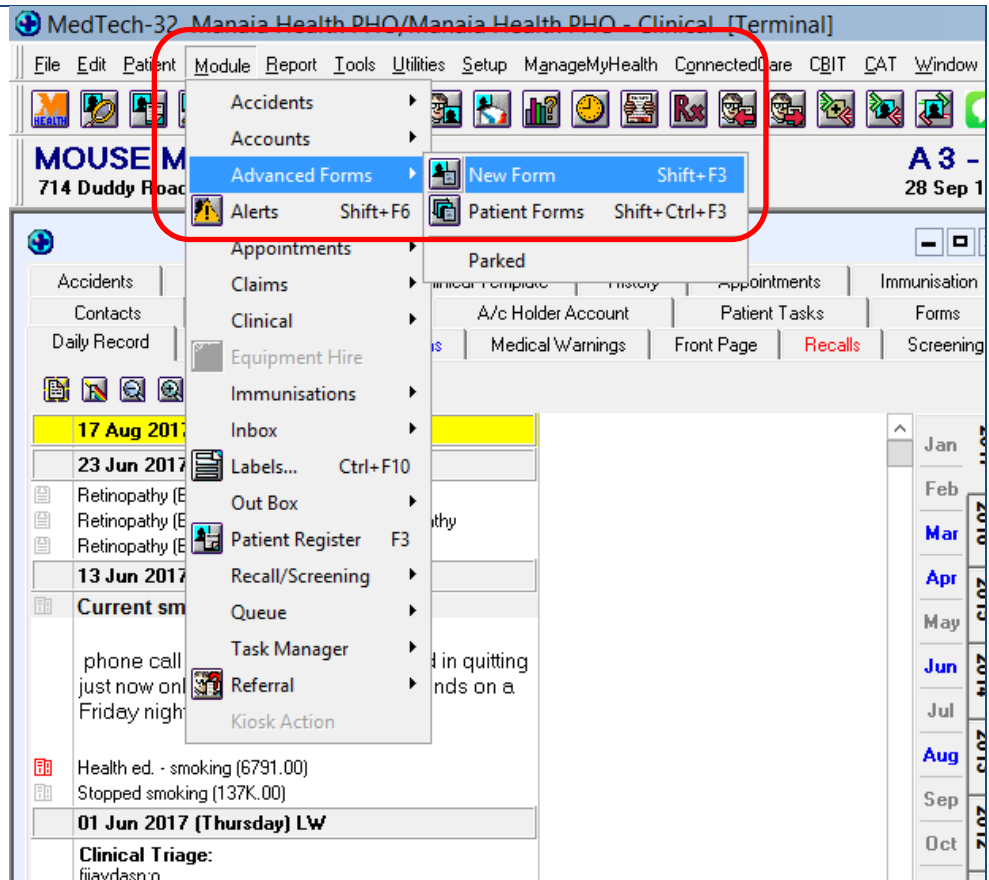 MedTech-32 Manaia Health PHO/Manaia Health PHO - Clinical [Terminal]
File Edit Patient Module Report Tools Utilities Setup ManageMyHealth ConnectedCare CBIT CAT Window
HEALTH
MOUSE M
A 3 -
714 Duddy Road
28 Sep 1
Accidents
Accounts
Advanced Forms
Alerts Shift+F6
Appointments
Claims
Clinical
Equipment Hire
Immunisations
Inbox
Labels... Ctrl+F10
Out Box
Patient Register F3
Recall/Screening
Queue
Task Manager
Referral
Kiosk Action
New Form Shift+F3
Patient Forms Shift+Ctrl+F3
Parked
Accidents History Appointments Immunisation
Contacts A/c Holder Account Patient Tasks Forms
Daily Record Medical Warnings Front Page Recalls Screening
17 Aug 2017
23 Jun 2017
Retinopathy (E
Retinopathy (E thy
Retinopathy (E
13 Jun 2017
Current sm
phone call d in quitting
just now onl nds on a
Friday nigh
Health ed. - smoking (6791.00)
Stopped smoking (137K.00)
01 Jun 2017 (Thursday) LW
Clinical Triage:
Jan
Feb
Mar
Apr
May
Jun
Jul
Aug
Sep
Oct